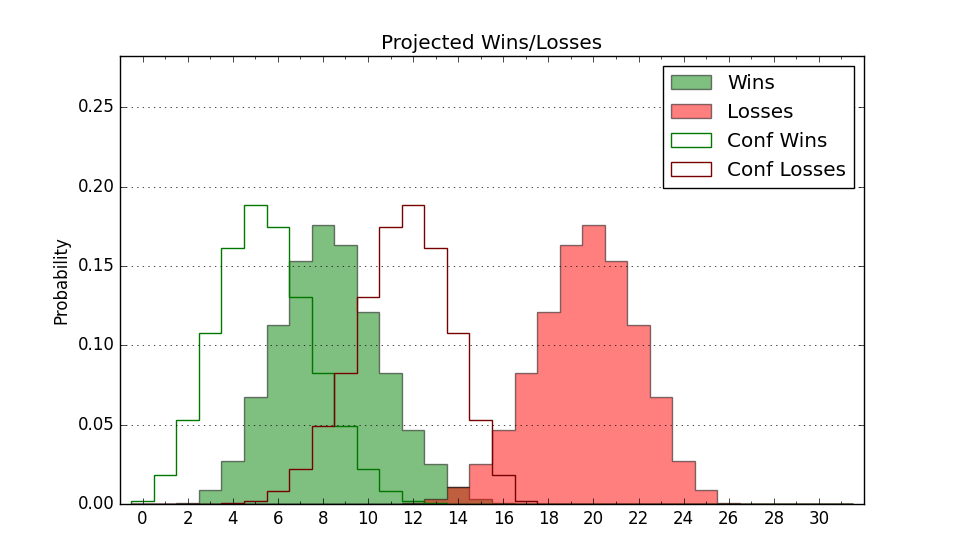 Projected Wins/Losses
Wins
Losses
Conf Wins
Conf Losses
Probability
0.25
0.20
0.15
0.10
0.05
0.00
0 2 4 6 8 10 12 14 16 18 20 22 24 26 28 30